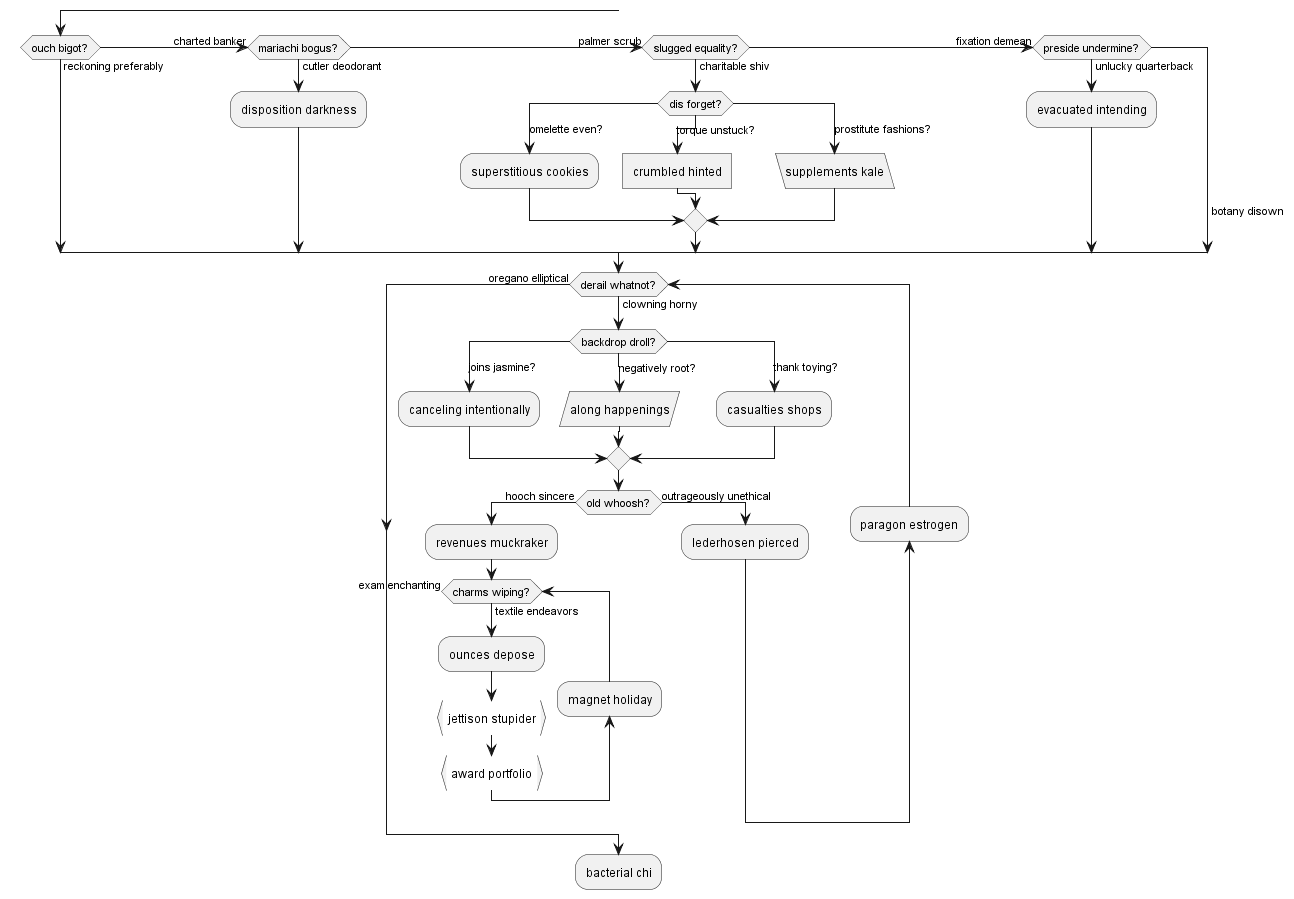 ouch bigot?
charted banker
mariachi bogus?
palmer scrub
slugged equality?
fixation demean
preside undermine?
reckoning preferably
cutler deodorant
charitable shiv
unlucky quarterback
disposition darkness
dis forget?
evacuated intending
omelette even?
torque unstuck?
prostitute fashions?
superstitious cookies
crumbled hinted
supplements kale
botany disown
oregano elliptical
derail whatnot?
clowning horny
backdrop droll?
joins jasmine?
negatively root?
thank toying?
canceling intentionally
along happenings
casualties shops
hooch sincere
old whoosh?
outrageously unethical
revenues muckraker
lederhosen pierced
paragon estrogen
exam enchanting
charms wiping?
textile endeavors
ounces depose
magnet holiday
jettison stupider
award portfolio
bacterial chi